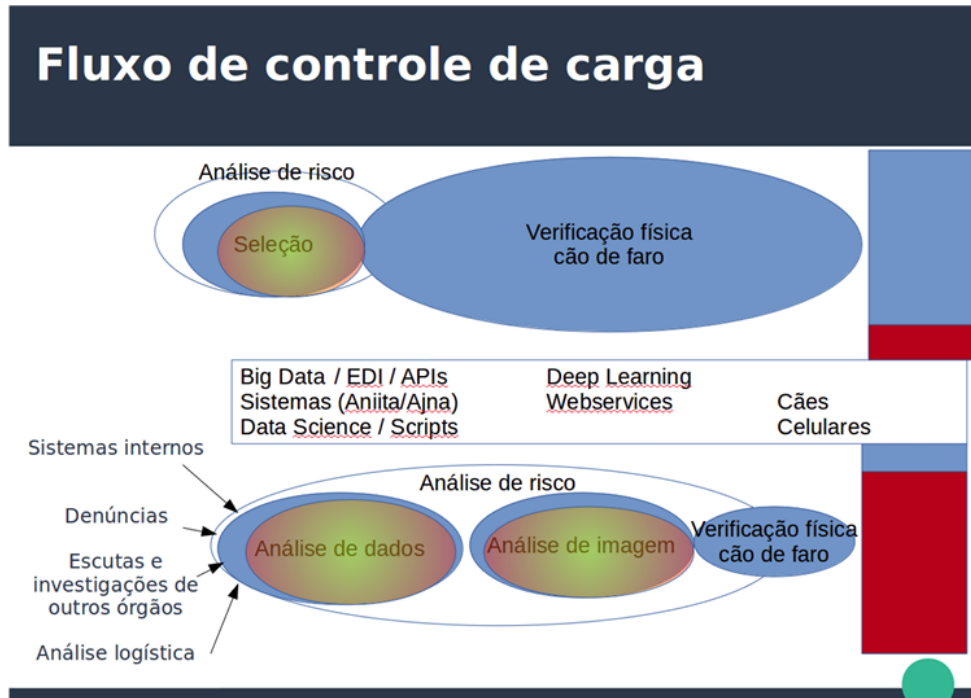 Fluxo de controle de carga
Análise de risco
Seleção
Verificação física
cão de faro
Big Data / EDI / APIs
Sistemas (Aniita/Ajna)
Data Science / Scripts
Deep Learning
Webservices
Cães
Celulares
Sistemas internos
Denúncias
Escutas e
investigações de
outros órgãos
Análise logística
Análise de risco
Análise de dados
Análise de imagem
Verificação física
cão de faro